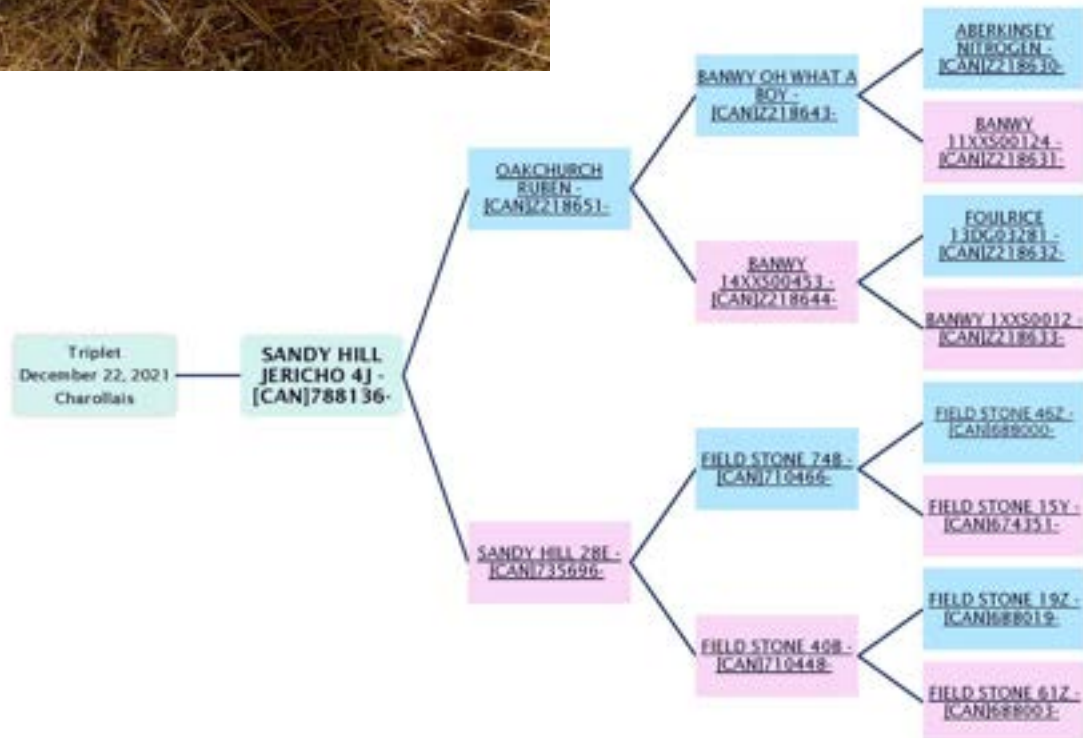 Triplet
December 22, 2021
Charollais
SANDY HILL
JERICHO 4J -
[CAN]788136-
OAKCHURCH
RUBEN -
[CAN]Z218651-
SANDY HILL 28E -
[CAN]735696-
BANWY OH WHAT A
BOY -
[CAN]Z218643-
BANWY
14XXS00453 -
[CAN]Z218644-
FIELD STONE 74B -
[CAN]710466-
FIELD STONE 40B -
[CAN]710448-
ABERKINSEY
NITROGEN -
[CAN]Z218630-
BANWY
11XXS00124 -
[CAN]Z218631-
FOULRICE
13DG03281 -
[CAN]Z218632-
BANWY 1XXS0012 -
[CAN]Z218633-
FIELD STONE 46Z -
[CAN]688000-
FIELD STONE 15Y -
[CAN]674351-
FIELD STONE 19Z -
[CAN]688019-
FIELD STONE 61Z -
[CAN]688003-